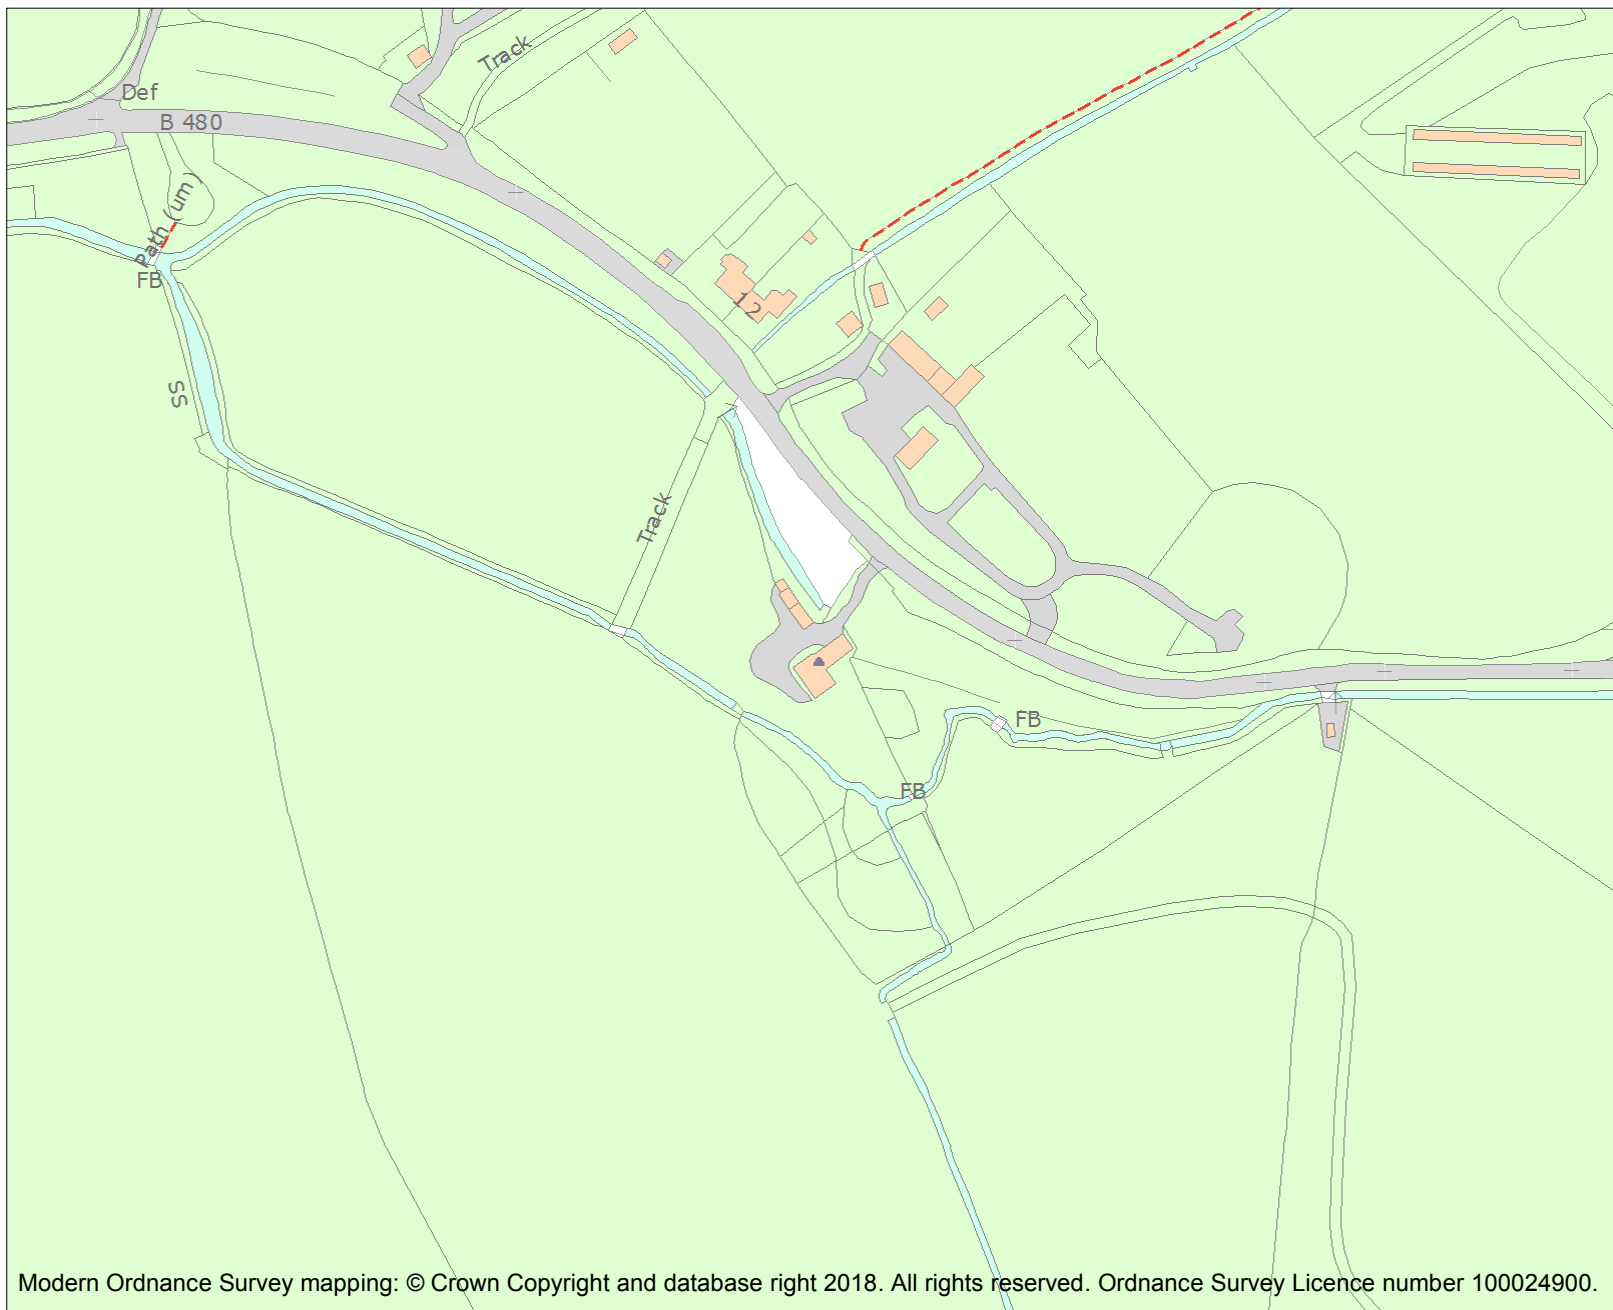 Track
Def
B 480
Path (um)
FB
12
SS
Track
FB
FB
Modern Ordnance Survey mapping: © Crown Copyright and database right 2018. All rights reserved. Ordnance Survey Licence number 100024900.